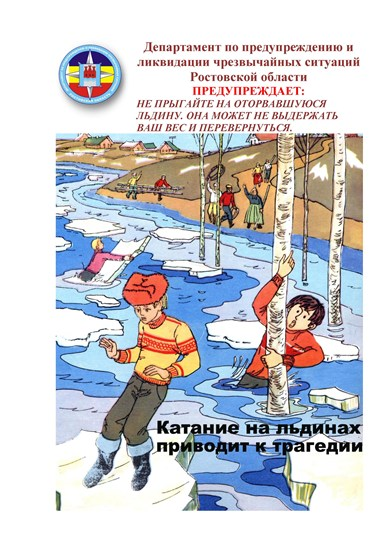 Департамент по предупреждению и
ликвидации чрезвычайных ситуаций
Ростовской области
ПРЕДУПРЕЖДАЕТ:
НЕ ПРЫГАЙТЕ НА ОТОРВАВШУЮСЯ
ЛЬДИНУ. ОНА МОЖЕТ НЕ ВЫДЕРЖАТЬ
ВАШ ВЕС И ПЕРЕВЕРНУТЬСЯ.
Катание на льдинах
приводит к трагедии